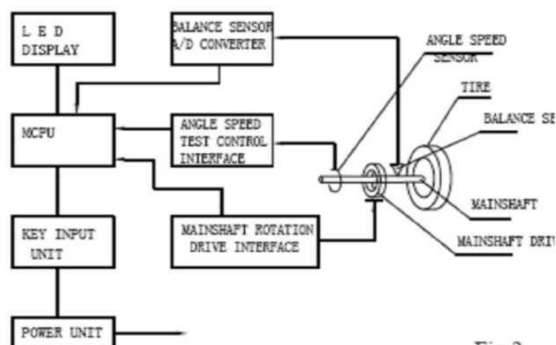 L E D
DISPLAY
BALANCE SENSOR
A/D CONVERTER
ANGLE SPEED
SENSOR
TIRE
MCPU
ANGLE SPEED
TEST CONTROL
INTERFACE
BALANCE SE
MAINSHAFT
KEY INPUT
UNIT
MAINSHAFT ROTATION
DRIVE INTERFACE
MAINSHAFT DRI
POWER UNIT